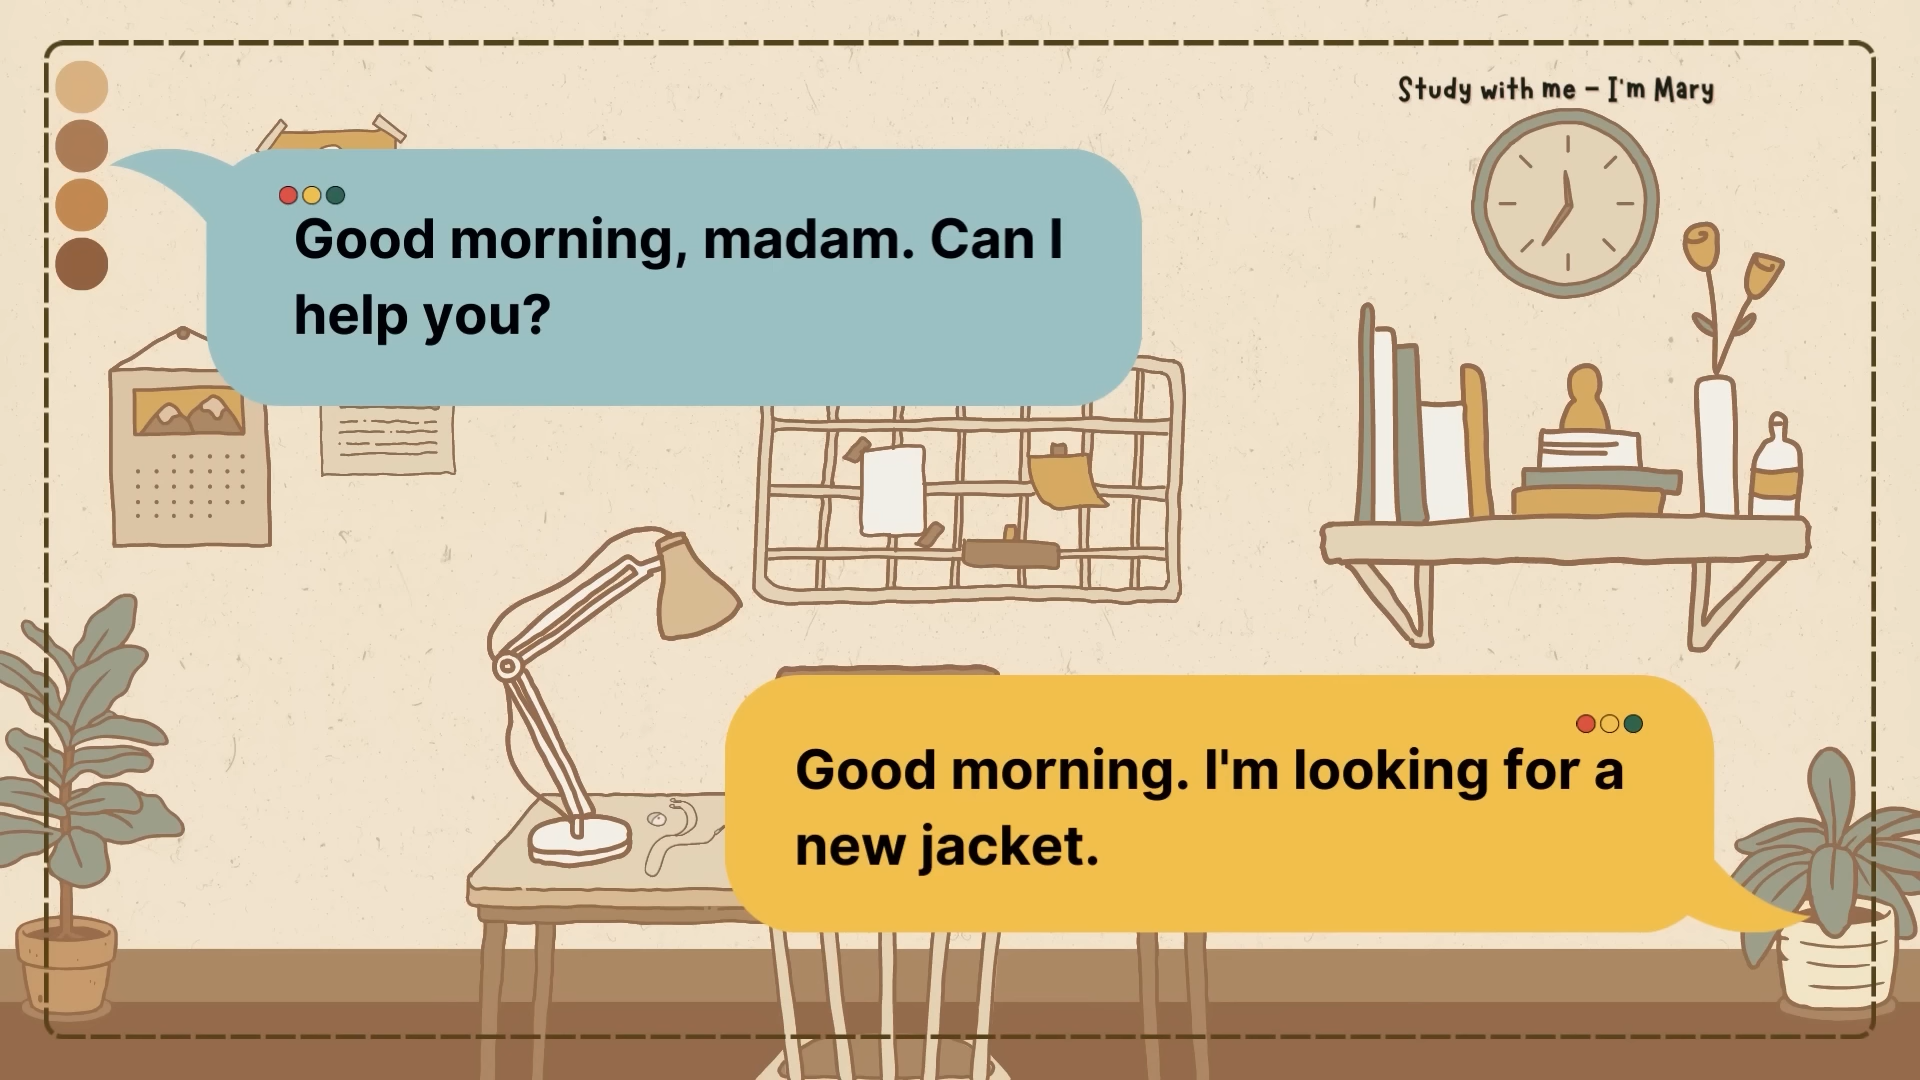 Study with me - I'm Mary
Good morning, madam. Can I
help you?
Good morning. I'm looking for a
new jacket.